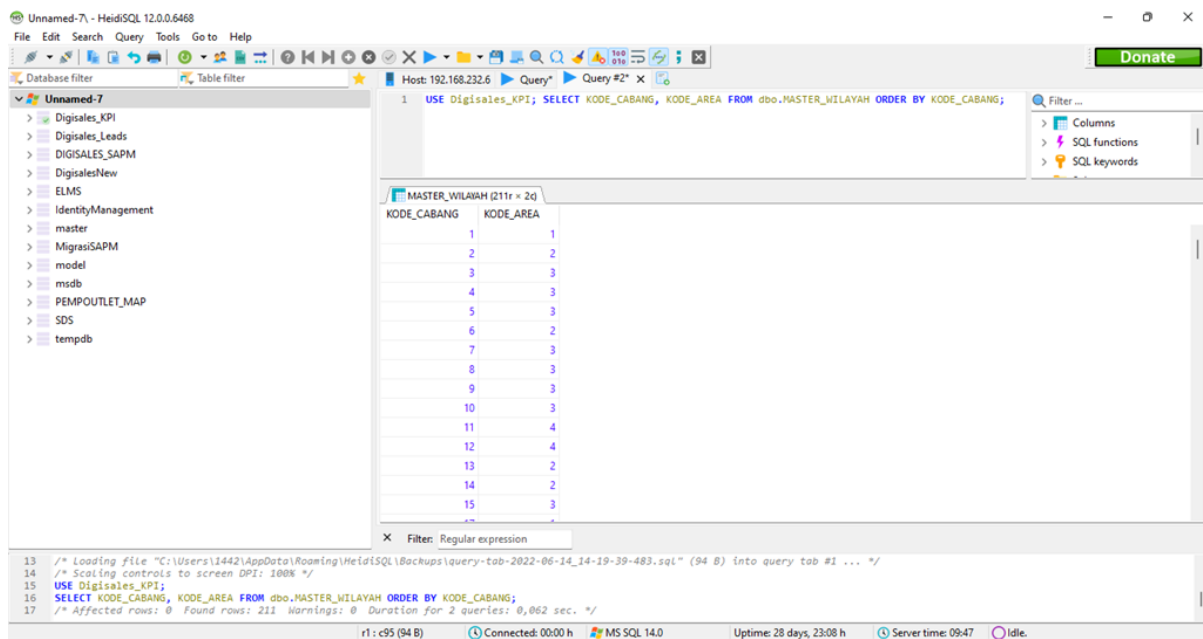 Unnamed-7\ - HeidiSQL 12.0.0.6468
File Edit Search Query Tools Go to Help
Donate
Database filter Table filter
Host: 192.168.232.6 Query* Query #2*
Unnamed-7
Digisales_KPI
Digisales_Leads
DIGISALES_SAPM
DigisalesNew
ELMS
IdentityManagement
master
MigrasiSAPM
model
msdb
PEMPOUTLET_MAP
SDS
tempdb
1 USE Digisales_KPI; SELECT KODE_CABANG, KODE_AREA FROM dbo.MASTER_WILAYAH ORDER BY KODE_CABANG;
Filter ...
Columns
SQL functions
SQL keywords
MASTER_WILAYAH (211r × 2c)
KODE_CABANG KODE_AREA
1 1
2 2
3 3
4 3
5 3
6 2
7 3
8 3
9 3
10 3
11 4
12 4
13 2
14 2
15 3
Filter: Regular expression
13 /* Loading file "C:\Users\1442\AppData\Roaming\HeidiSQL\Backups\query-tab-2022-06-14_14-19-39-483.sql" (94 B) into query tab #1 ... */
14 /* Scaling controls to screen DPI: 100% */
15 USE Digisales_KPI;
16 SELECT KODE_CABANG, KODE_AREA FROM dbo.MASTER_WILAYAH ORDER BY KODE_CABANG;
17 /* Affected rows: 0 Found rows: 211 Warnings: 0 Duration for 2 queries: 0,062 sec. */
r1 : c95 (94 B) Connected: 00:00 h MS SQL 14.0 Uptime: 28 days, 23:08 h Server time: 09:47 Idle.